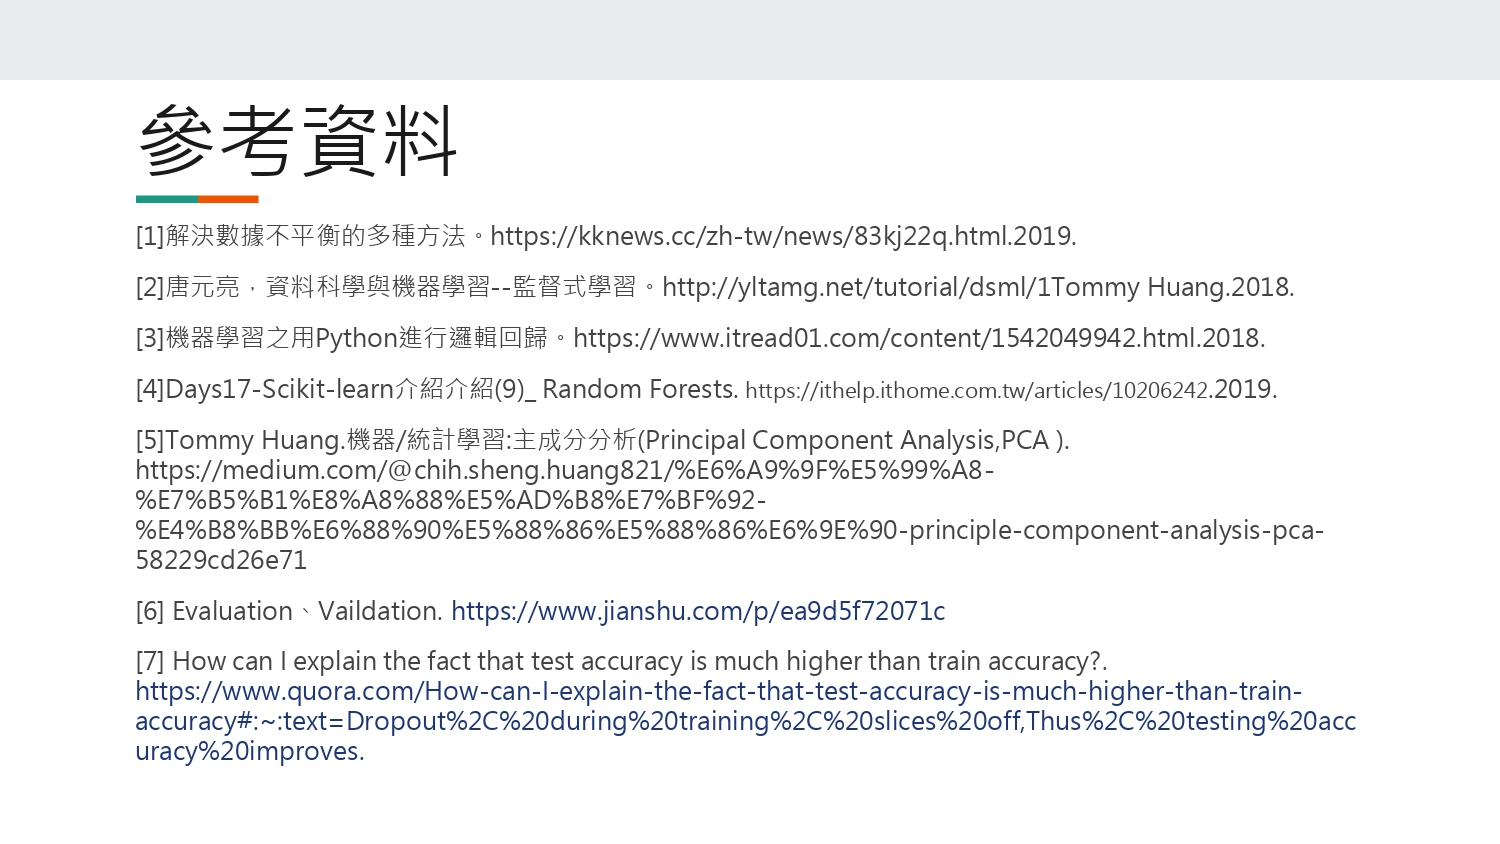 參考資料
[1]解決數據不平衡的多種方法。https://kknews.cc/zh-tw/news/83kj22q.html.2019.
[2]唐元亮，資料科學與機器學習--監督式學習。http://yltamg.net/tutorial/dsml/1Tommy Huang.2018.
[3]機器學習之用Python進行邏輯回歸。https://www.itread01.com/content/1542049942.html.2018.
[4]Days17-Scikit-learn介紹介紹(9)_ Random Forests. https://ithelp.ithome.com.tw/articles/10206242.2019.
[5]Tommy Huang.機器/統計學習:主成分分析(Principal Component Analysis,PCA ).
https://medium.com/@chih.sheng.huang821/%E6%A9%9F%E5%99%A8-
%E7%B5%B1%E8%A8%88%E5%AD%B8%E7%BF%92-
%E4%B8%BB%E6%88%90%E5%88%86%E5%88%86%E6%9E%90-principle-component-analysis-pca-
58229cd26e71
[6] Evaluation、Vaildation. https://www.jianshu.com/p/ea9d5f72071c
[7] How can I explain the fact that test accuracy is much higher than train accuracy?.
https://www.quora.com/How-can-I-explain-the-fact-that-test-accuracy-is-much-higher-than-train-
accuracy#:~:text=Dropout%2C%20during%20training%2C%20slices%20off,Thus%2C%20testing%20acc
uracy%20improves.